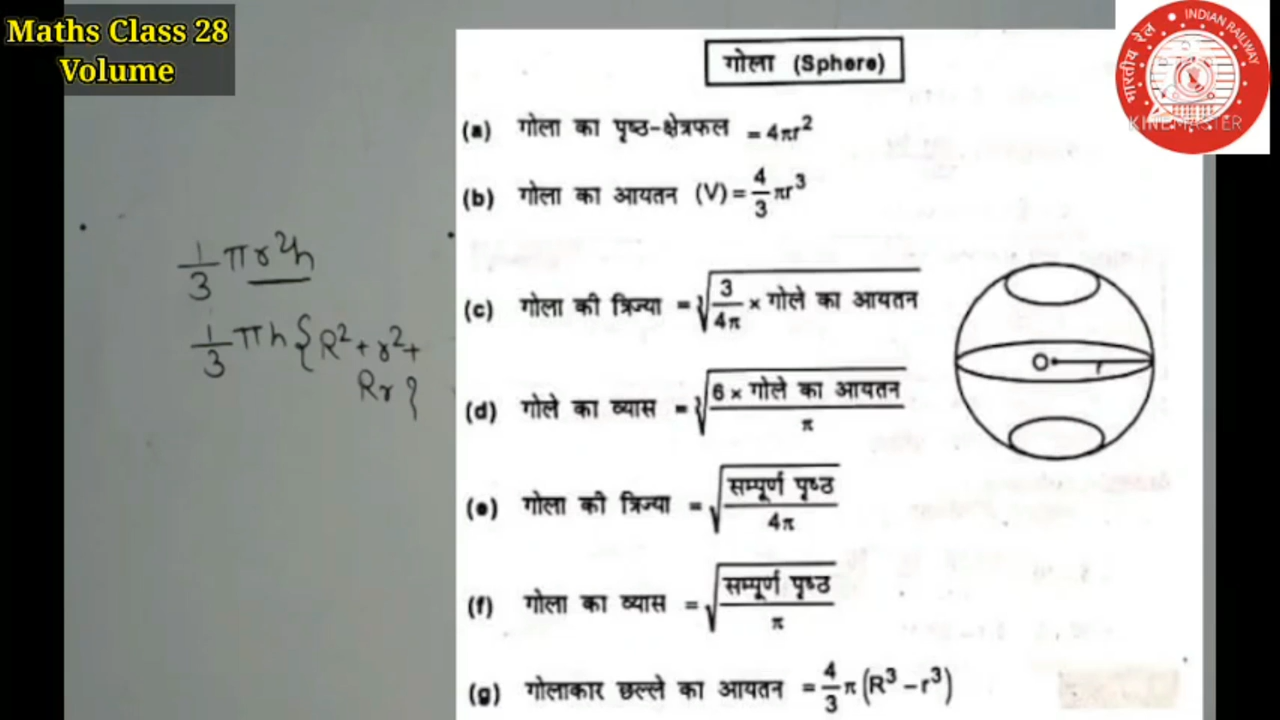 Maths Class 28
Volume
INDIAN RAILWAY
भारतीय रेल
KINEMASTER
गोला (Sphere)
(a) गोला का पृष्ठ-क्षेत्रफल = 4πr²
(b) गोला का आयतन (V) = 4/3 πr³
(c) गोला की त्रिज्या = ∛(3/4π × गोले का आयतन)
(d) गोले का व्यास = ∛(6 × गोले का आयतन / π)
(e) गोला की त्रिज्या = √(सम्पूर्ण पृष्ठ / 4π)
(f) गोला का व्यास = √(सम्पूर्ण पृष्ठ / π)
(g) गोलाकार छल्ले का आयतन = 4/3 π (R³ – r³)
O r
1/3 πr²h
1/3 πh {R² + r² +
Rr}